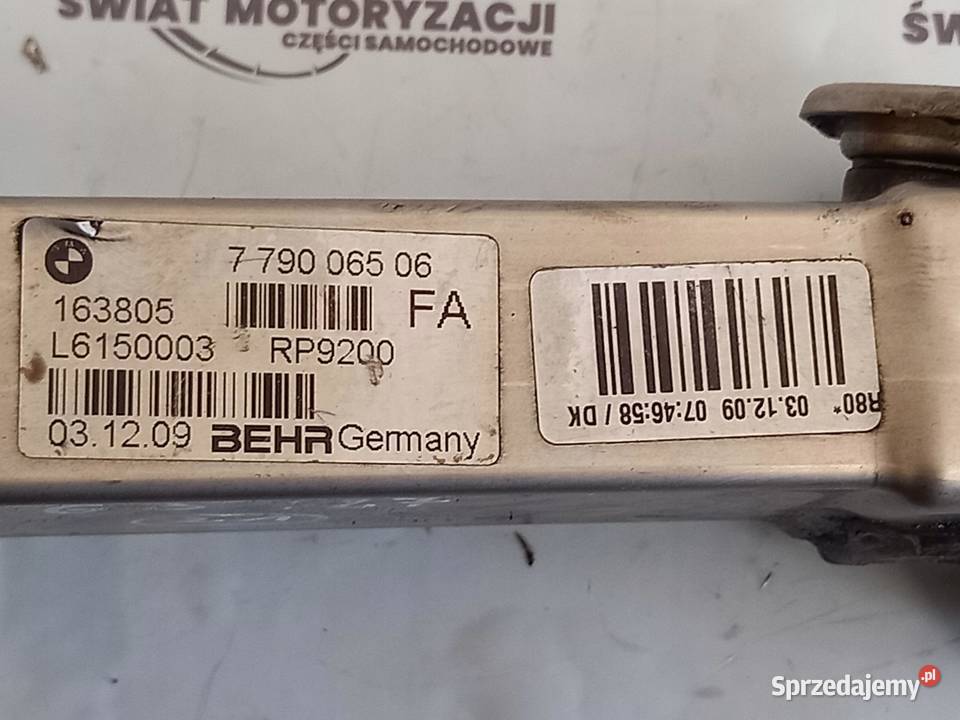 ŚWIAT MOTORYZACJI
CZĘŚCI SAMOCHODOWE
ŚW
7 790 065 06
163805
FA
L6150003 RP9200
03.12.09 BEHR Germany
R80* 03.12.09 07:46:58 / DK
Sprzedajemy.pl